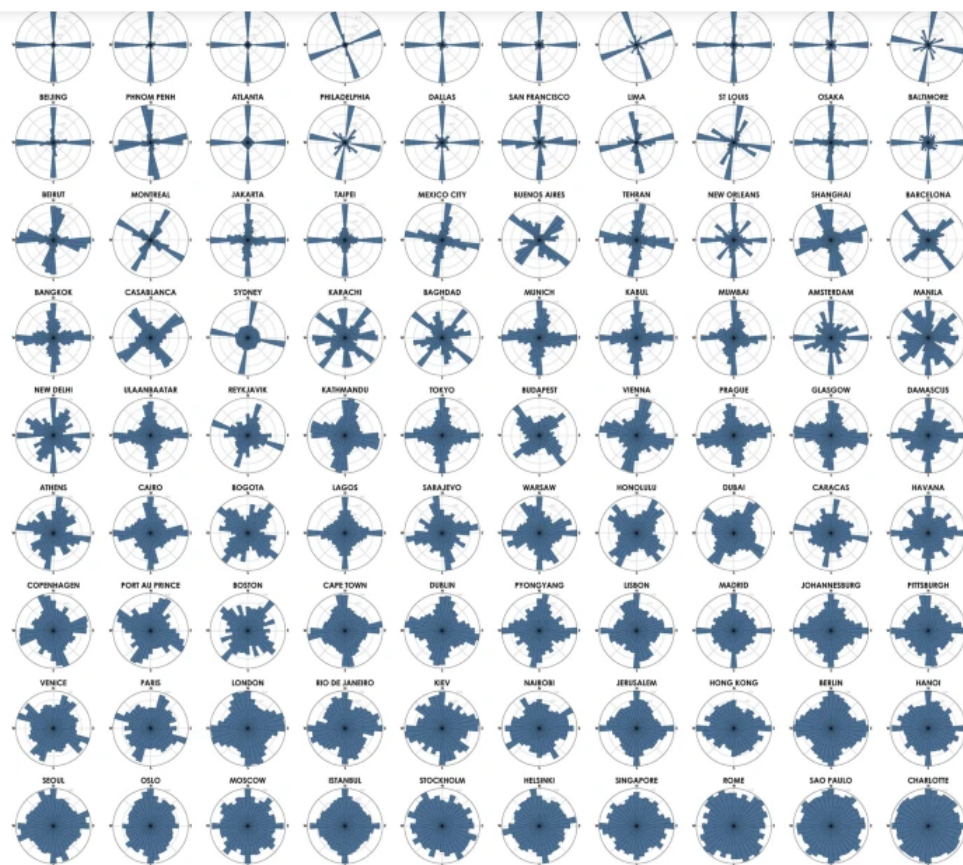 BEIJING PHNOM PENH ATLANTA PHILADELPHIA DALLAS SAN FRANCISCO LIMA ST LOUIS OSAKA BALTIMORE
BEIRUT MONTREAL JAKARTA TAIPEI MEXICO CITY BUENOS AIRES TEHRAN NEW ORLEANS SHANGHAI BARCELONA
BANGKOK CASABLANCA SYDNEY KARACHI BAGHDAD MUNICH KABUL MUMBAI AMSTERDAM MANILA
NEW DELHI ULAANBAATAR REYKJAVIK KATHMANDU TOKYO BUDAPEST VIENNA PRAGUE GLASGOW DAMASCUS
ATHENS CAIRO BOGOTA LAGOS SARAJEVO WARSAW HONOLULU DUBAI CARACAS HAVANA
COPENHAGEN PORT AU PRINCE BOSTON CAPE TOWN DUBLIN PYONGYANG LISBON MADRID JOHANNESBURG PITTSBURGH
VENICE PARIS LONDON RIO DE JANEIRO KIEV NAIROBI JERUSALEM HONG KONG BERLIN HANOI
SEOUL OSLO MOSCOW ISTANBUL STOCKHOLM HELSINKI SINGAPORE ROME SAO PAULO CHARLOTTE